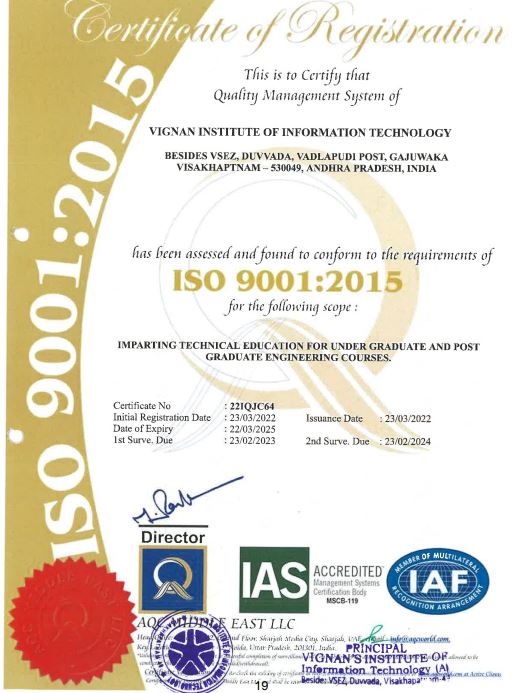 Certificate of Registration
This is to Certify that
Quality Management System of
VIGNAN INSTITUTE OF INFORMATION TECHNOLOGY
BESIDES VSEZ, DUVVADA, VADLAPUDI POST, GAJUWAKA
VISAKHAPTNAM – 530049, ANDHRA PRADESH, INDIA
has been assessed and found to conform to the requirements of
ISO 9001:2015
for the following scope :
IMPARTING TECHNICAL EDUCATION FOR UNDER GRADUATE AND POST
GRADUATE ENGINEERING COURSES.
Certificate No : 22IQJC64
Initial Registration Date : 23/03/2022 Issuance Date : 23/03/2022
Date of Expiry : 22/03/2025
1st Surve. Due : 23/02/2023 2nd Surve. Due : 23/02/2024
ISO 9001:2015
Director
IAS
ACCREDITED
Management Systems
Certification Body
MSCB-119
MEMBER OF MULTILATERAL
IAF
RECOGNITION ARRANGEMENT
AQC MIDDLE EAST LLC
Floor, Sharjah Media City, Sharjah, UAE, info@aqcworld.com
Uttar Pradesh, 201301, India.
PRINCIPAL
VIGNAN'S INSTITUTE OF
Information Technology (A)
Beside: VSEZ, Duvvada, Visakhapat
19